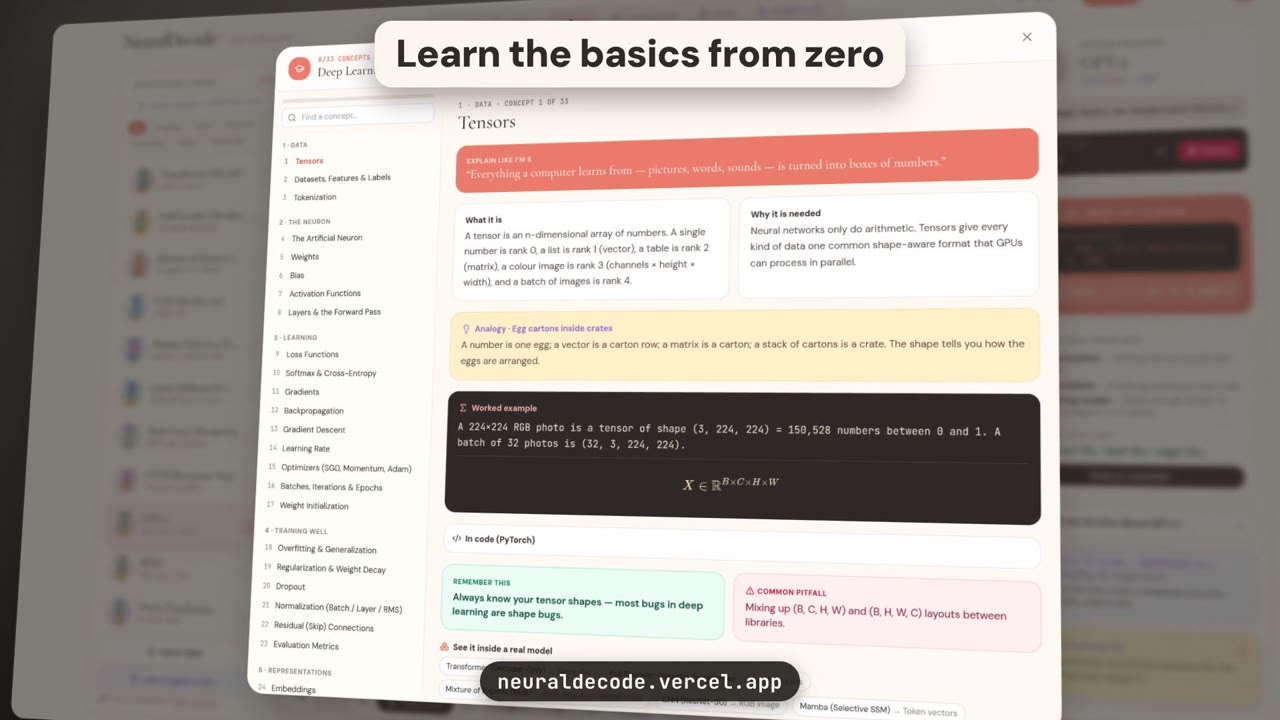 Learn the basics from zero
0/33 CONCEPTS
Deep Learn
Find a concept…
1 · DATA
1 Tensors
2 Datasets, Features & Labels
3 Tokenization
2 · THE NEURON
4 The Artificial Neuron
5 Weights
6 Bias
7 Activation Functions
8 Layers & the Forward Pass
3 · LEARNING
9 Loss Functions
10 Softmax & Cross-Entropy
11 Gradients
12 Backpropagation
13 Gradient Descent
14 Learning Rate
15 Optimizers (SGD, Momentum, Adam)
16 Batches, Iterations & Epochs
17 Weight Initialization
4 · TRAINING WELL
18 Overfitting & Generalization
19 Regularization & Weight Decay
20 Dropout
21 Normalization (Batch / Layer / RMS)
22 Residual (Skip) Connections
23 Evaluation Metrics
5 · REPRESENTATIONS
24 Embeddings
1 · DATA · CONCEPT 1 OF 33
Tensors
EXPLAIN LIKE I'M 5
“Everything a computer learns from — pictures, words, sounds — is turned into boxes of numbers.”
What it is
A tensor is an n-dimensional array of numbers. A single
number is rank 0, a list is rank 1 (vector), a table is rank 2
(matrix), a colour image is rank 3 (channels × height ×
width), and a batch of images is rank 4.
Why it is needed
Neural networks only do arithmetic. Tensors give every
kind of data one common shape-aware format that GPUs
can process in parallel.
Analogy · Egg cartons inside crates
A number is one egg; a vector is a carton row; a matrix is a carton; a stack of cartons is a crate. The shape tells you how the
eggs are arranged.
Σ Worked example
A 224×224 RGB photo is a tensor of shape (3, 224, 224) = 150,528 numbers between 0 and 1. A
batch of 32 photos is (32, 3, 224, 224).
X ∈ ℝ^{B×C×H×W}
</> In code (PyTorch)
REMEMBER THIS
Always know your tensor shapes — most bugs in deep
learning are shape bugs.
COMMON PITFALL
Mixing up (B, C, H, W) and (B, H, W, C) layouts between
libraries.
See it inside a real model
Transformer
Mixture of
RGB image
Mamba (Selective SSM) → Token vectors
neuraldecode.vercel.app